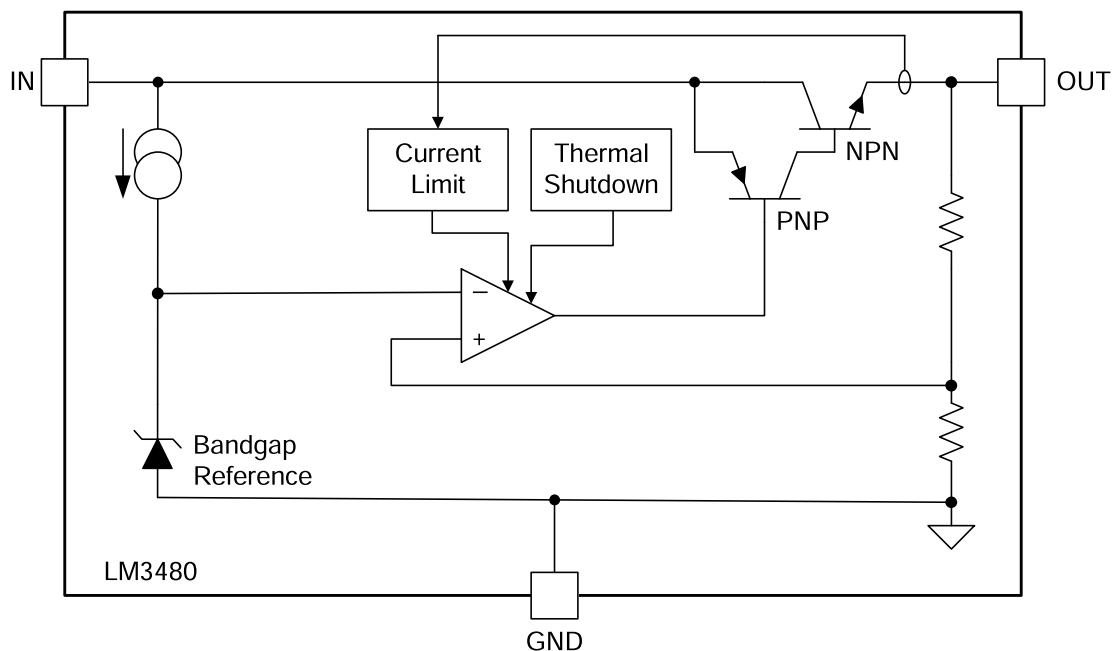 IN
OUT
Current
Limit
Thermal
Shutdown
NPN
PNP
−
+
Bandgap
Reference
LM3480
GND